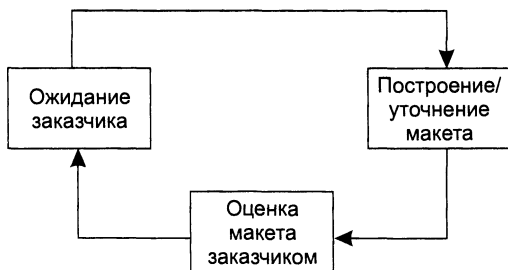 Ожидание
заказчика
Построение/
уточнение
макета
Оценка
макета
заказчиком